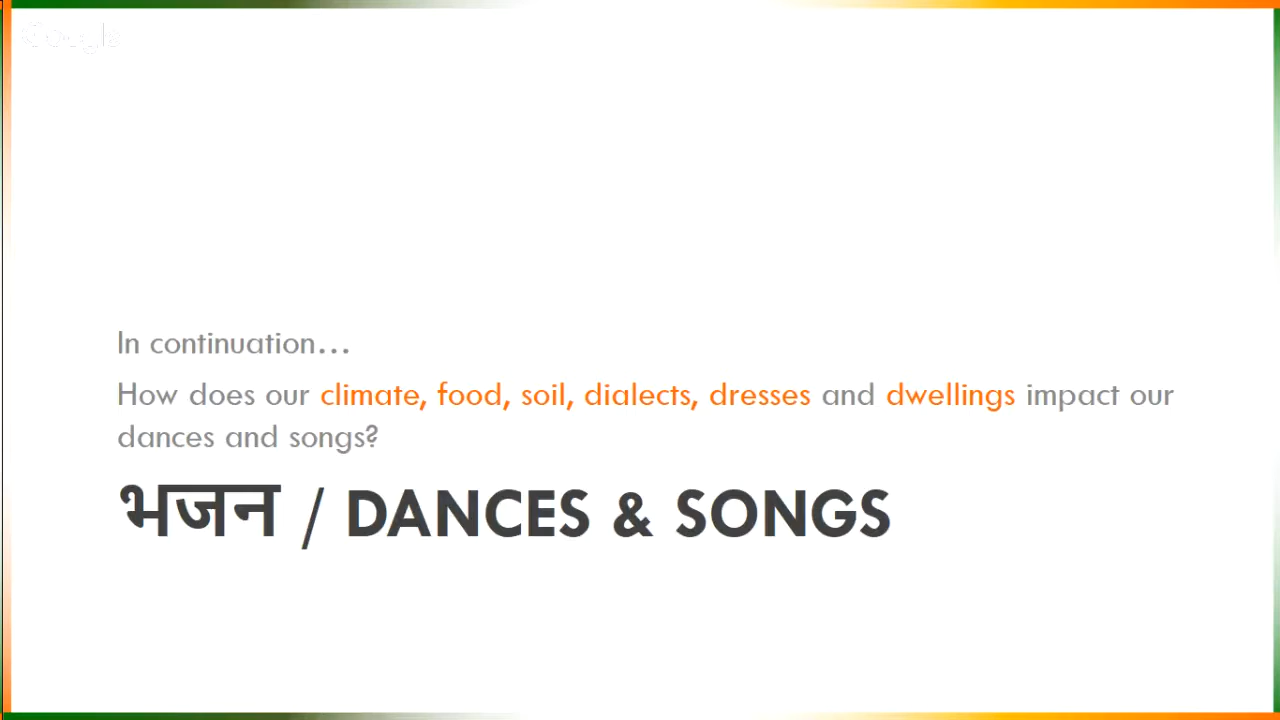 In continuation...
How does our climate, food, soil, dialects, dresses and dwellings impact our
dances and songs?
भजन / DANCES & SONGS